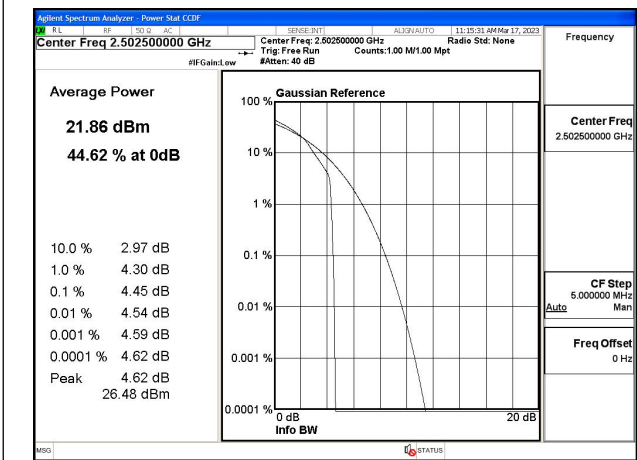 Agilent Spectrum Analyzer - Power Stat CCDF
RL RF 50 Ω AC SENSE:INT ALIGNAUTO 11:15:31 AM Mar 17, 2023
Center Freq 2.502500000 GHz
Center Freq: 2.502500000 GHz Radio Std: None
Trig: Free Run Counts:1.00 M/1.00 Mpt
#IFGain:Low #Atten: 40 dB
Frequency
Average Power
21.86 dBm
44.62 % at 0dB
10.0 % 2.97 dB
1.0 % 4.30 dB
0.1 % 4.45 dB
0.01 % 4.54 dB
0.001 % 4.59 dB
0.0001 % 4.62 dB
Peak 4.62 dB
26.48 dBm
Gaussian Reference
100 %
10 %
1 %
0.1 %
0.01 %
0.001 %
0.0001 %
0 dB 20 dB
Info BW
Center Freq
2.502500000 GHz
CF Step
5.000000 MHz
Auto Man
Freq Offset
0 Hz
MSG STATUS